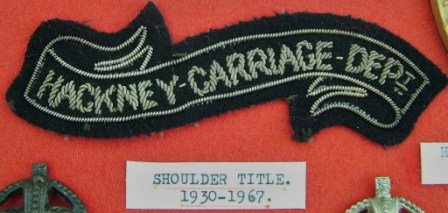 HACKNEY-CARRIAGE-DEPT
SHOULDER TITLE.
1930-1967.